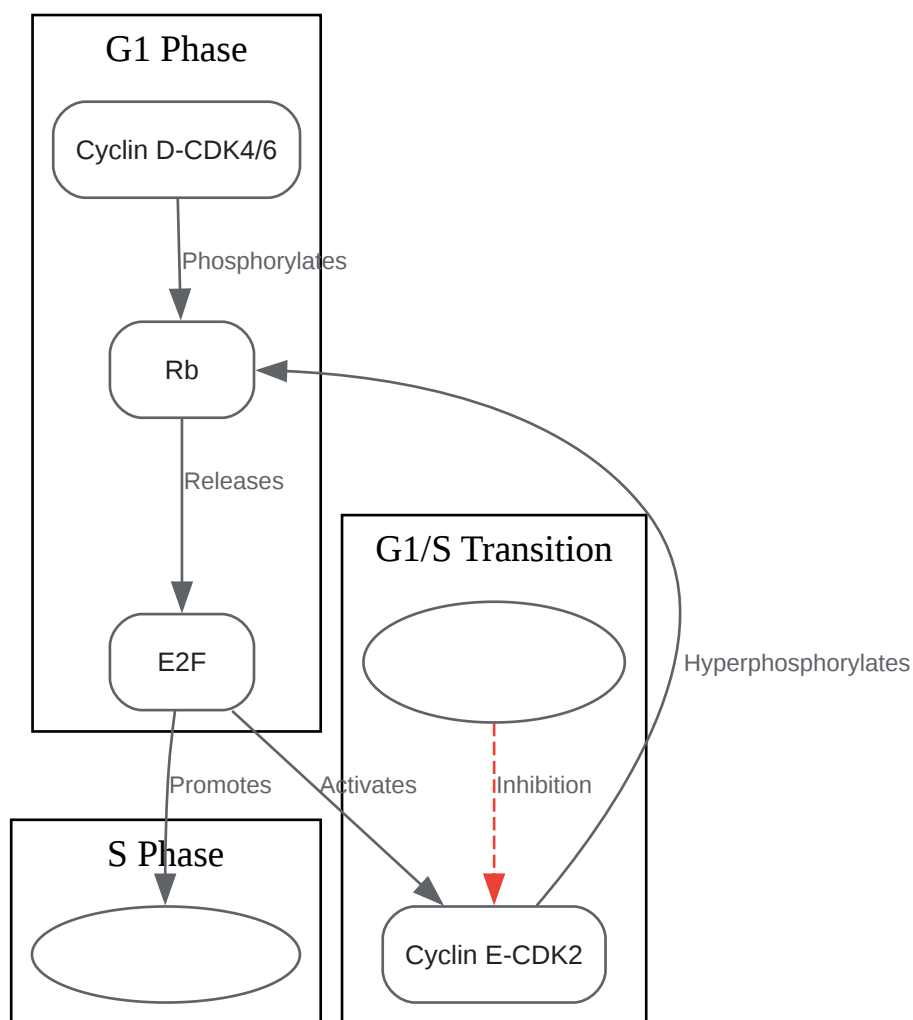 G1 Phase
Cyclin D-CDK4/6
Phosphorylates
Rb
Releases
G1/S Transition
E2F
Hyperphosphorylates
Promotes
Activates
Inhibition
S Phase
Cyclin E-CDK2